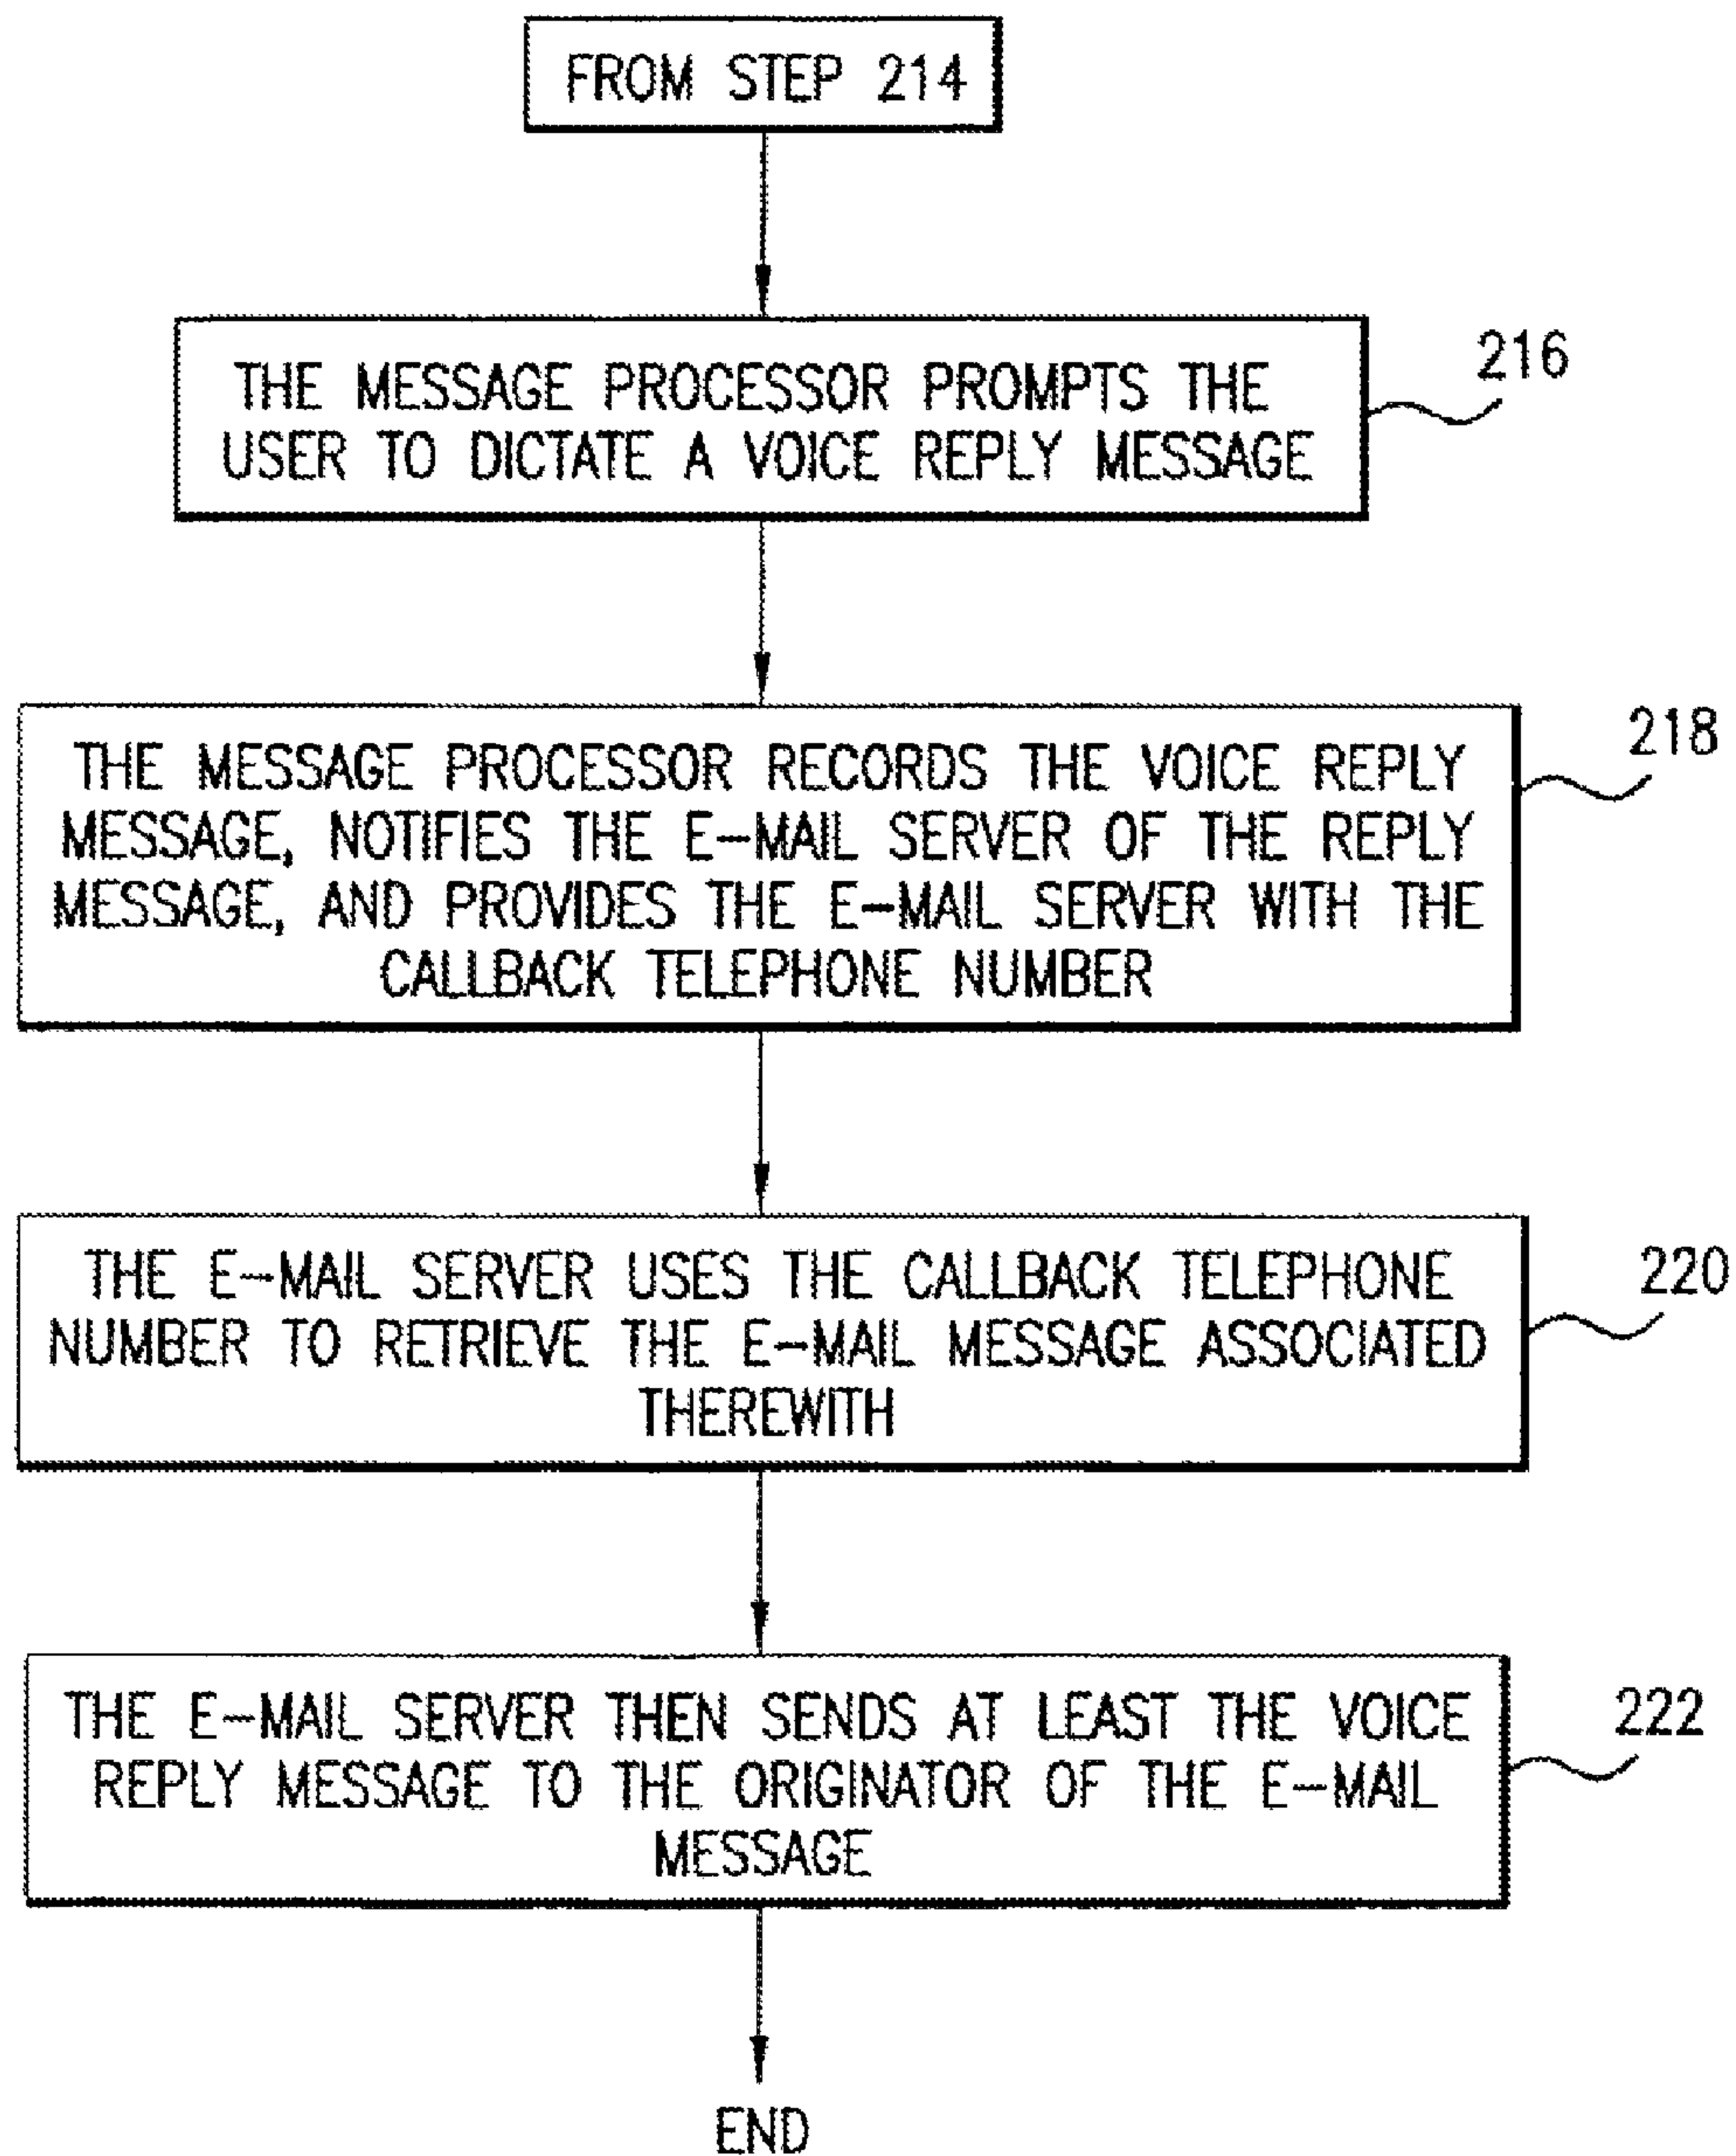 FROM STEP 214
THE MESSAGE PROCESSOR PROMPTS THE
USER TO DICTATE A VOICE REPLY MESSAGE
216
THE MESSAGE PROCESSOR RECORDS THE VOICE REPLY
MESSAGE, NOTIFIES THE E-MAIL SERVER OF THE REPLY
MESSAGE, AND PROVIDES THE E-MAIL SERVER WITH THE
CALLBACK TELEPHONE NUMBER
218
THE E-MAIL SERVER USES THE CALLBACK TELEPHONE
NUMBER TO RETRIEVE THE E-MAIL MESSAGE ASSOCIATED
THEREWITH
220
THE E-MAIL SERVER THEN SENDS AT LEAST THE VOICE
REPLY MESSAGE TO THE ORIGINATOR OF THE E-MAIL
MESSAGE
222
END